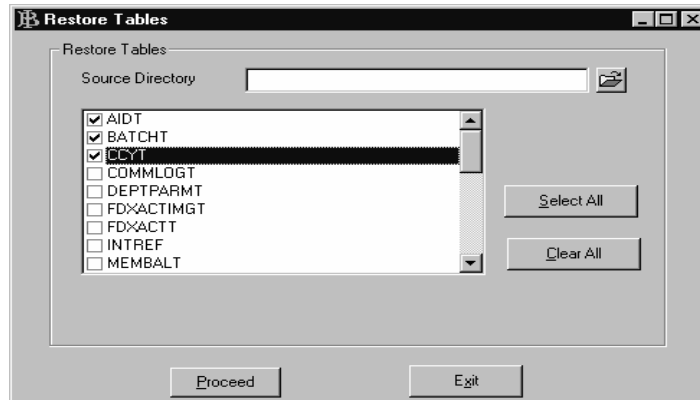 Restore Tables
Restore Tables
Source Directory
AIDT
BATCHT
CCYT
COMMLOGT
DEPTPARMT
FDXACTIMGT
FDXACTT
INTREF
MEMBALT
Select All
Clear All
Proceed
Exit